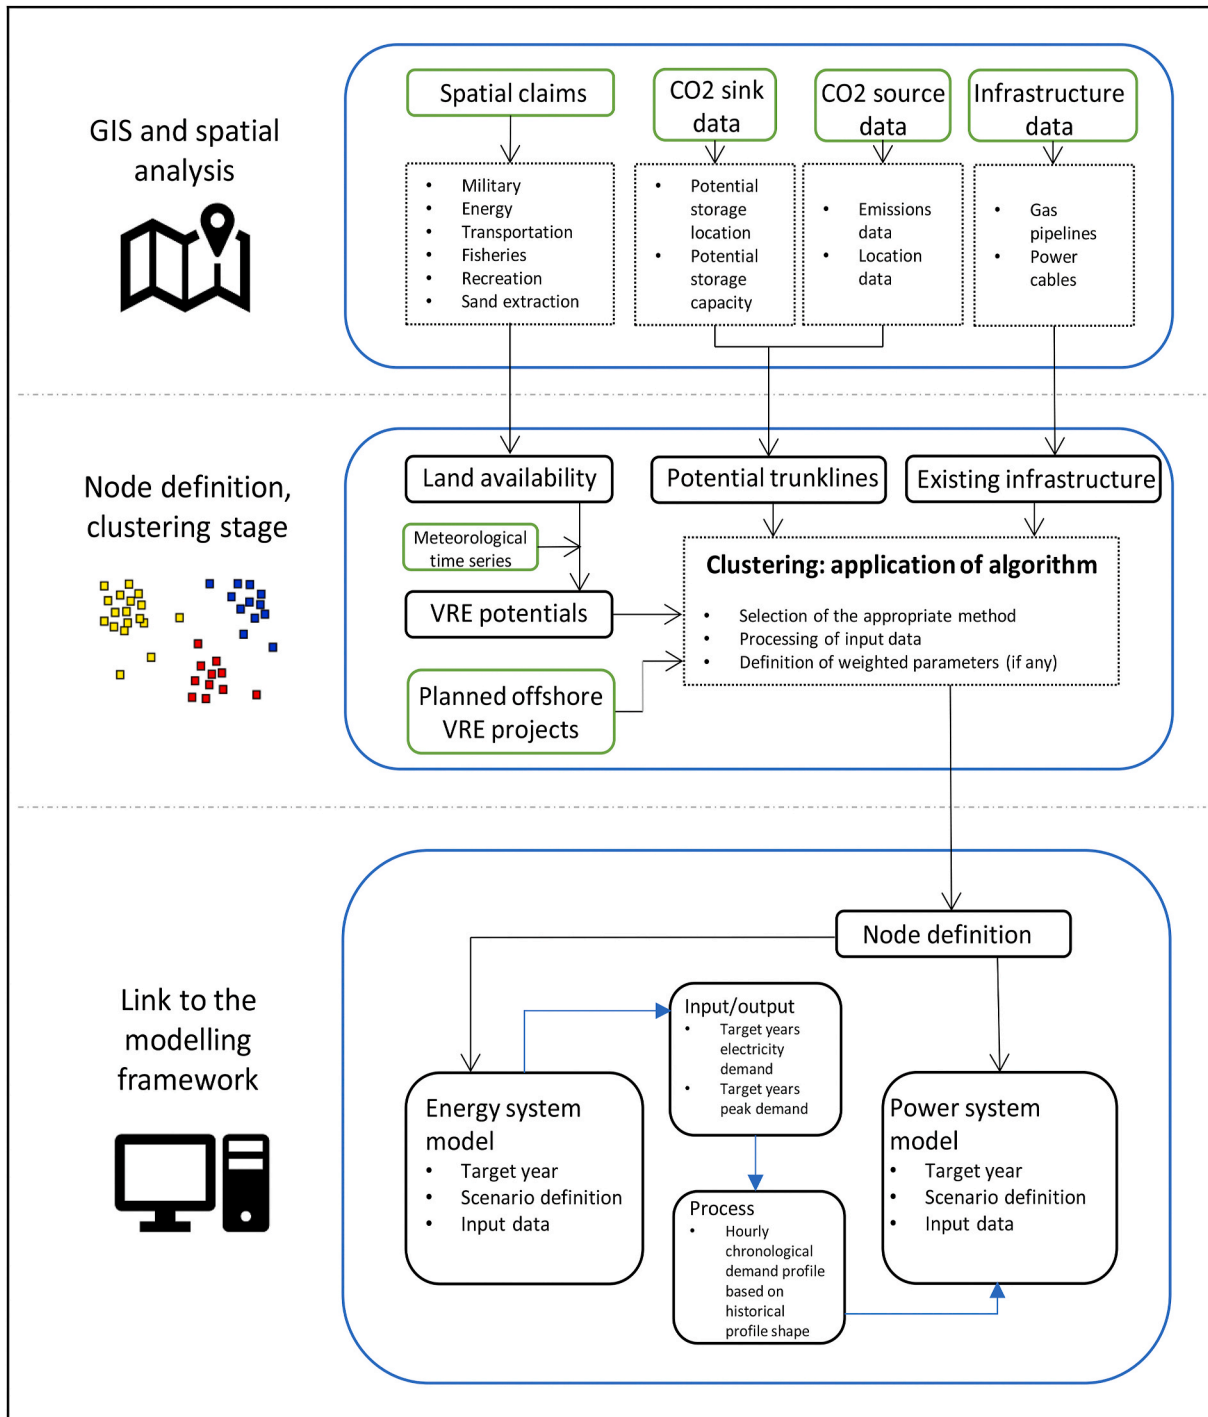 GIS and spatial
analysis
Spatial claims
CO2 sink
data
CO2 source
data
Infrastructure
data
• Military
• Energy
• Transportation
• Fisheries
• Recreation
• Sand extraction
• Potential
storage
location
• Potential
storage
capacity
• Emissions
data
• Location
data
• Gas
pipelines
• Power
cables
Node definition,
clustering stage
Land availability
Potential trunklines
Existing infrastructure
Meteorological
time series
VRE potentials
Planned offshore
VRE projects
Clustering: application of algorithm
• Selection of the appropriate method
• Processing of input data
• Definition of weighted parameters (if any)
Link to the
modelling
framework
Node definition
Input/output
• Target years
electricity
demand
• Target years
peak demand
Energy system
model
• Target year
• Scenario definition
• Input data
Process
• Hourly
chronological
demand profile
based on
historical
profile shape
Power system
model
• Target year
• Scenario definition
• Input data